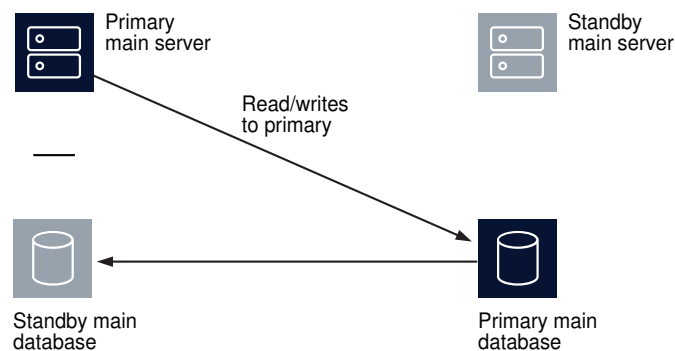 Primary
main server
Standby
main server
Read/writes
to primary
Standby main
database
Primary main
database